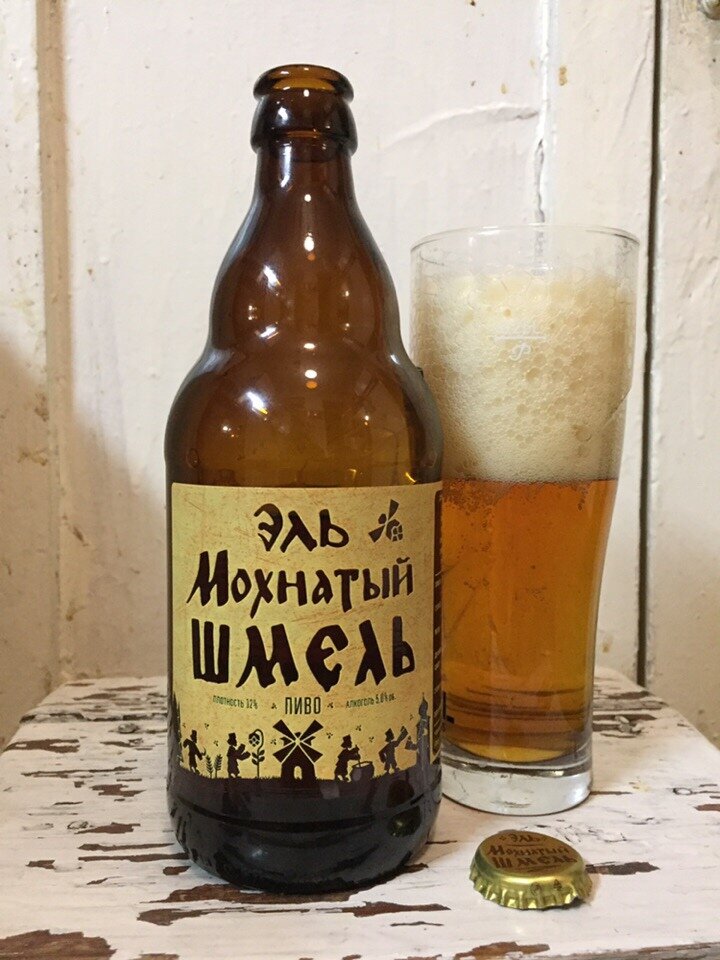 Эль
Мохнатый
Шмель
плотность 12% ПИВО алкоголь 5,0% об.
Эль
Мохнатый
Шмель